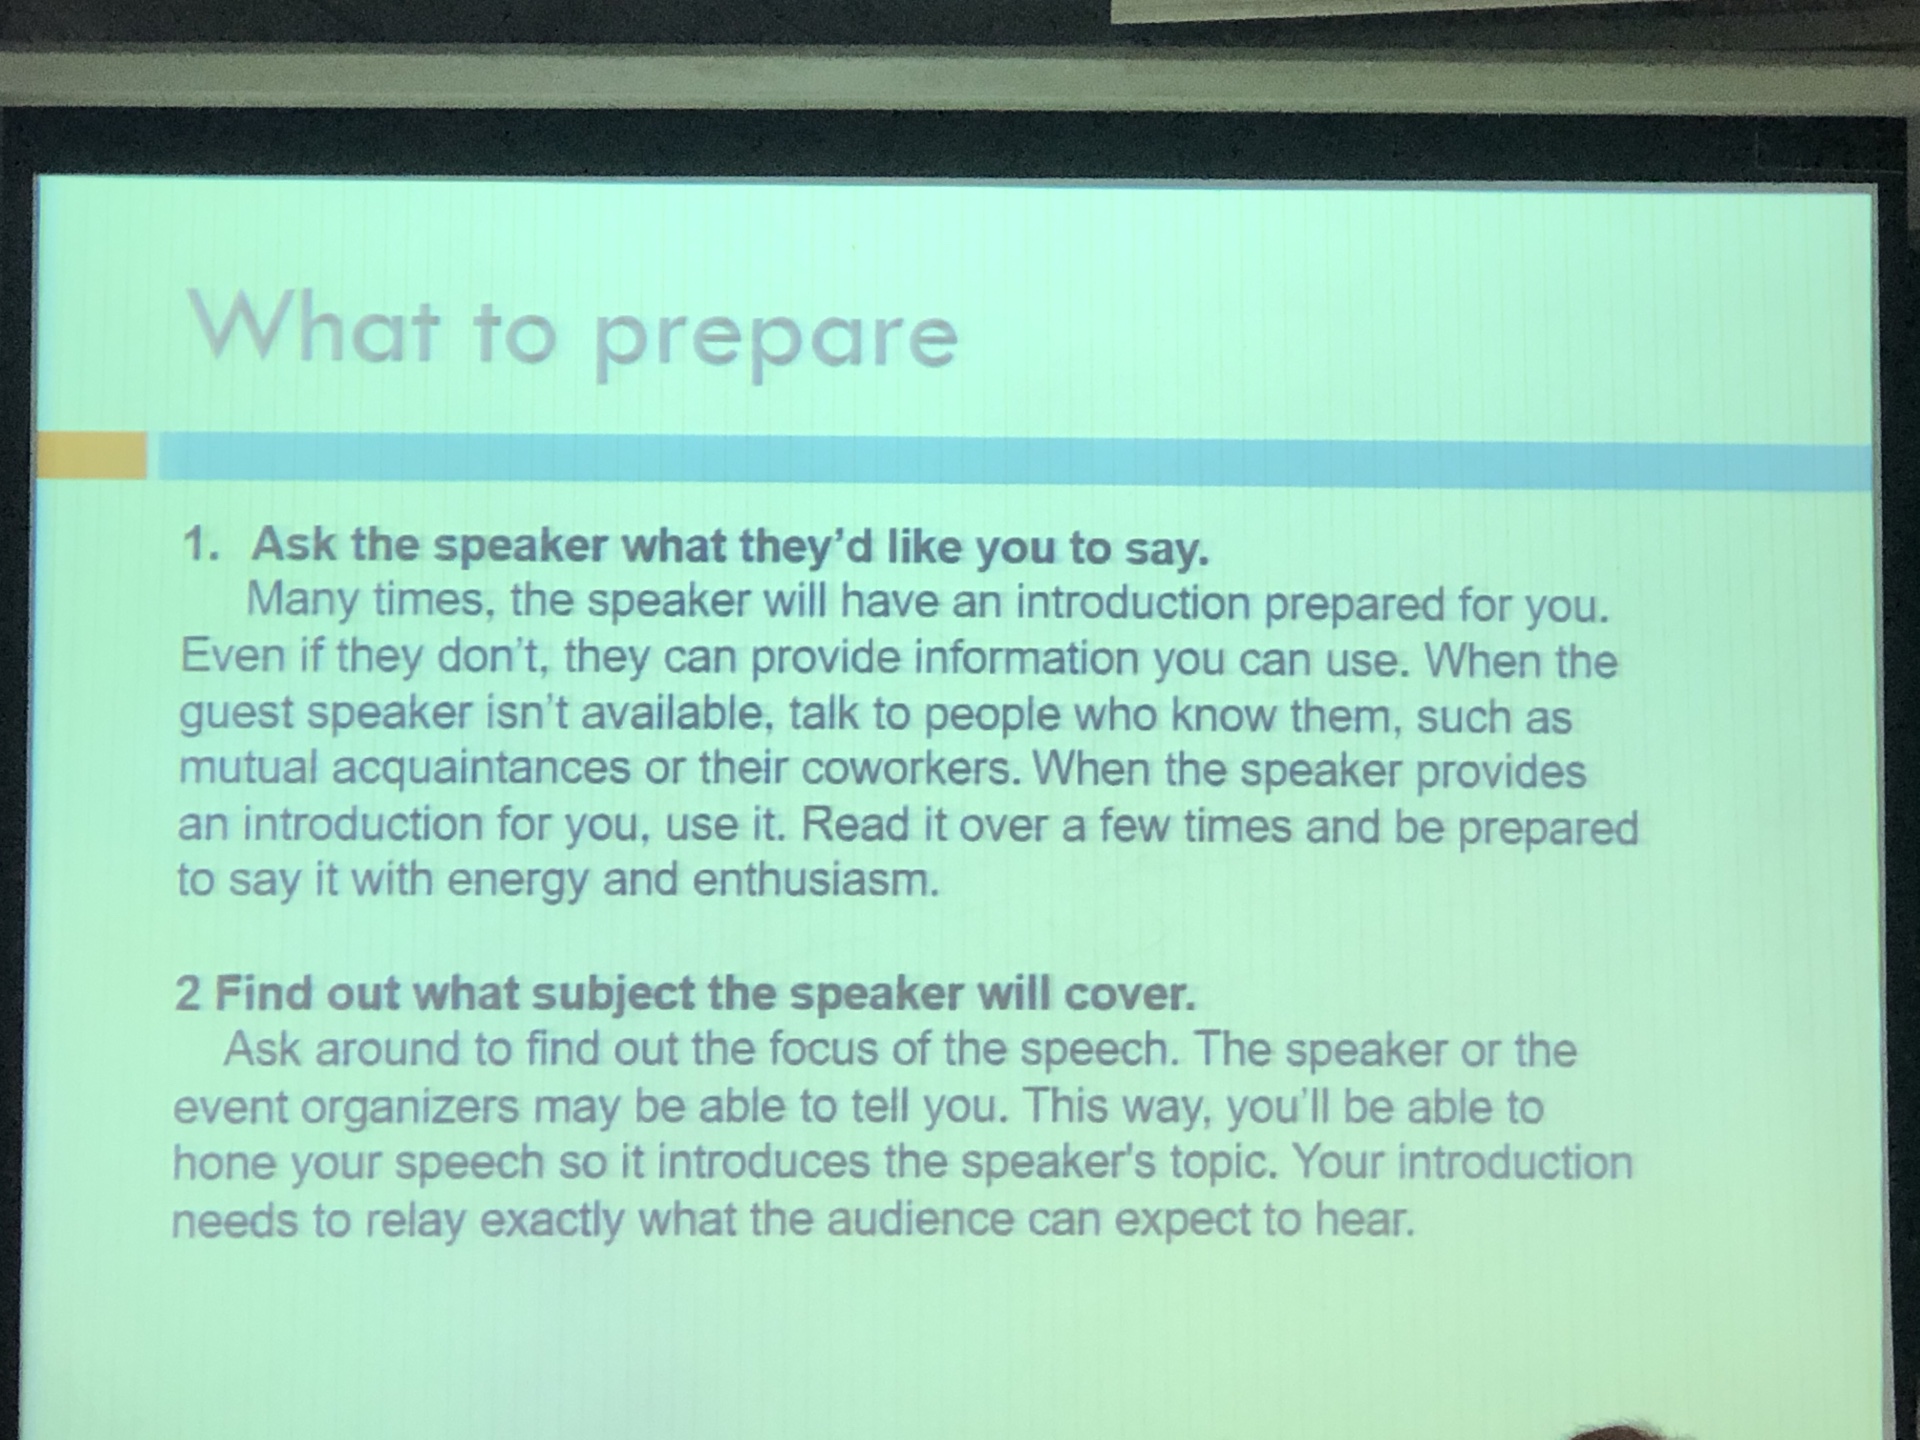 What to prepare
1. Ask the speaker what they'd like you to say.
Many times, the speaker will have an introduction prepared for you.
Even if they don't, they can provide information you can use. When the
guest speaker isn't available, talk to people who know them, such as
mutual acquaintances or their coworkers. When the speaker provides
an introduction for you, use it. Read it over a few times and be prepared
to say it with energy and enthusiasm.
2 Find out what subject the speaker will cover.
Ask around to find out the focus of the speech. The speaker or the
event organizers may be able to tell you. This way, you'll be able to
hone your speech so it introduces the speaker's topic. Your introduction
needs to relay exactly what the audience can expect to hear.